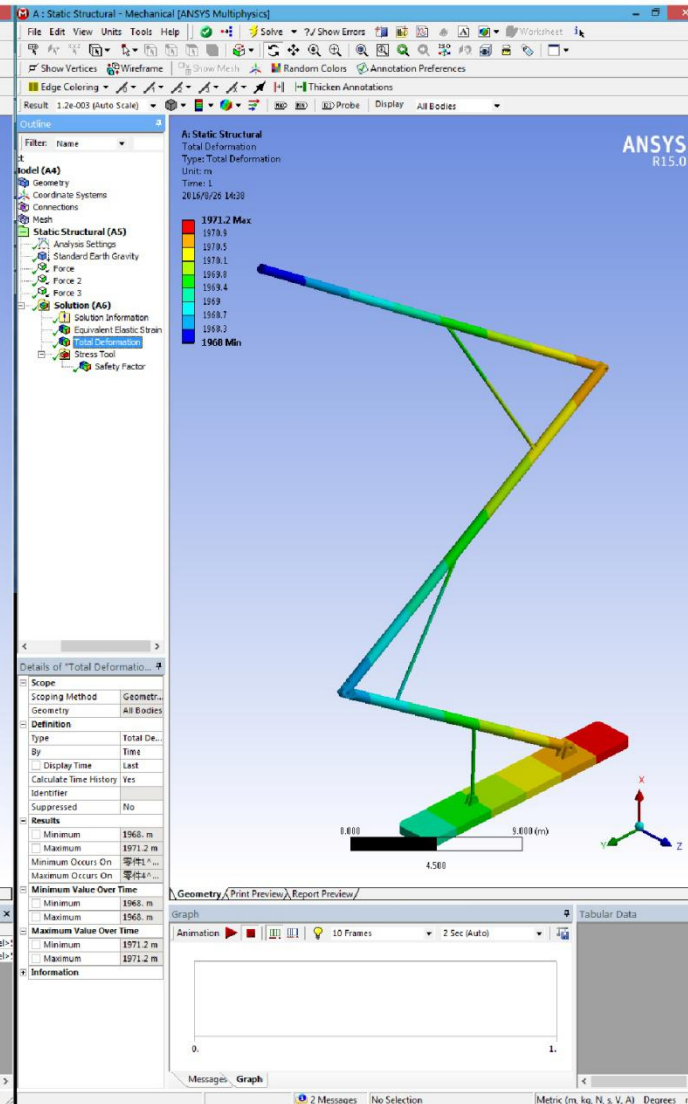 A : Static Structural - Mechanical [ANSYS Multiphysics]
File Edit View Units Tools Help Solve ?/ Show Errors Worksheet
Show Vertices Wireframe Show Mesh Random Colors Annotation Preferences
Edge Coloring Thicken Annotations
Result 1.2e-003 (Auto Scale) Probe Display All Bodies
Outline
Filter: Name
Model (A4)
Geometry
Coordinate Systems
Connections
Mesh
Static Structural (A5)
Analysis Settings
Standard Earth Gravity
Force
Force 2
Force 3
Solution (A6)
Solution Information
Equivalent Elastic Strain
Total Deformation
Stress Tool
Safety Factor
A: Static Structural
Total Deformation
Type: Total Deformation
Unit: m
Time: 1
2016/8/26 14:38
1971.2 Max
1970.9
1970.5
1970.1
1969.8
1969.4
1969
1968.7
1968.3
1968 Min
ANSYS
R15.0
0.000 9.000 (m)
4.500
X
Y
Z
Details of "Total Deformatio...
Scope
Scoping Method Geometr...
Geometry All Bodies
Definition
Type Total De...
By Time
Display Time Last
Calculate Time History Yes
Identifier
Suppressed No
Results
Minimum 1968. m
Maximum 1971.2 m
Minimum Occurs On 零件1^...
Maximum Occurs On 零件4^...
Minimum Value Over Time
Minimum 1968. m
Maximum 1968. m
Maximum Value Over Time
Minimum 1971.2 m
Maximum 1971.2 m
Information
Geometry Print Preview Report Preview
Graph
Animation 10 Frames 2 Sec (Auto)
0. 1.
Messages Graph
Tabular Data
2 Messages No Selection Metric (m, kg, N, s, V, A) Degrees